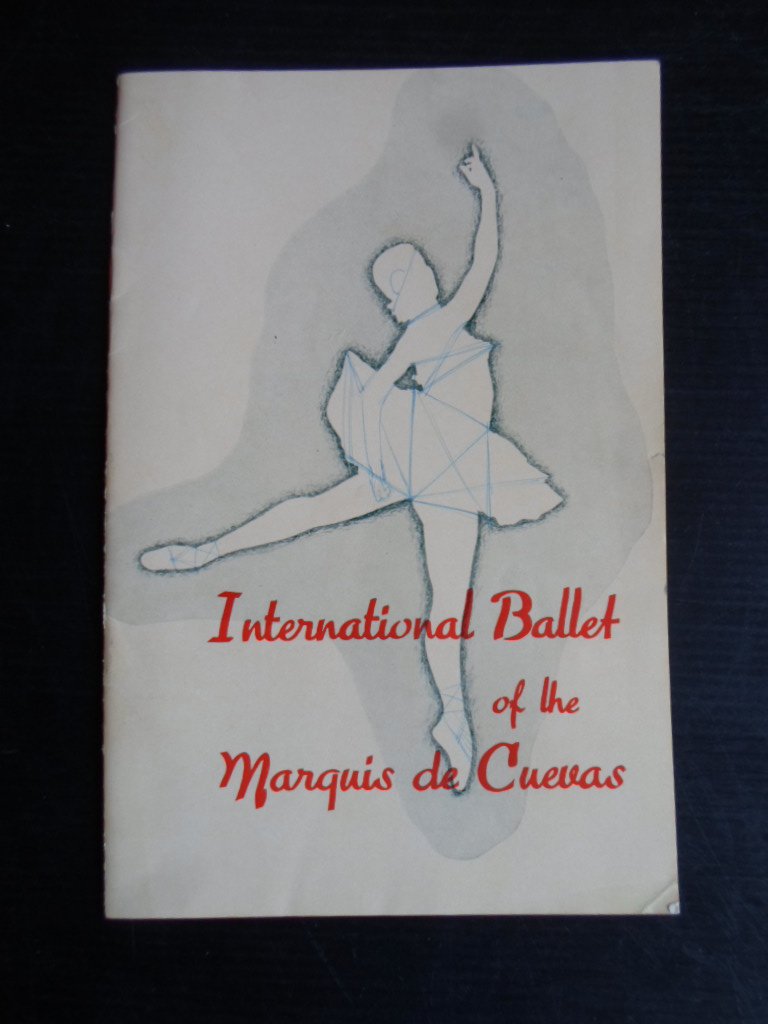 International Ballet
of the
Marquis de Cuevas